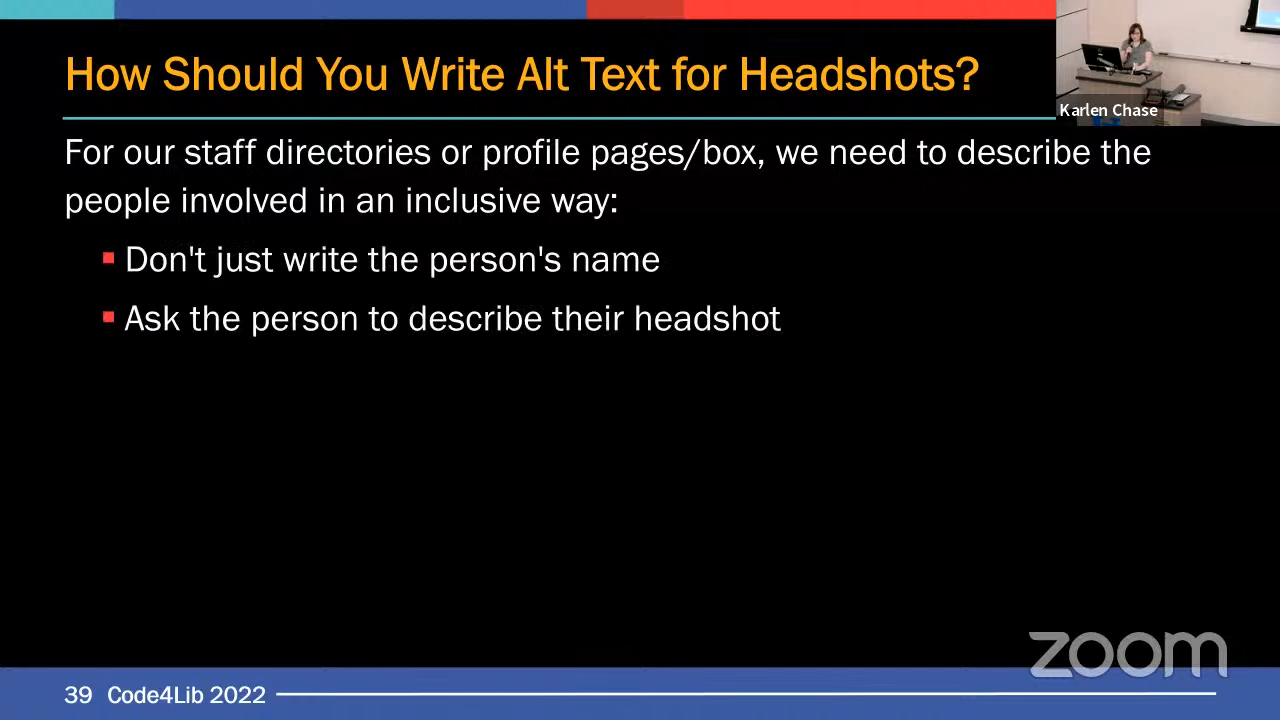 How Should You Write Alt Text for Headshots?
Karlen Chase
For our staff directories or profile pages/box, we need to describe the
people involved in an inclusive way:
Don't just write the person's name
Ask the person to describe their headshot
zoom
39 Code4Lib 2022